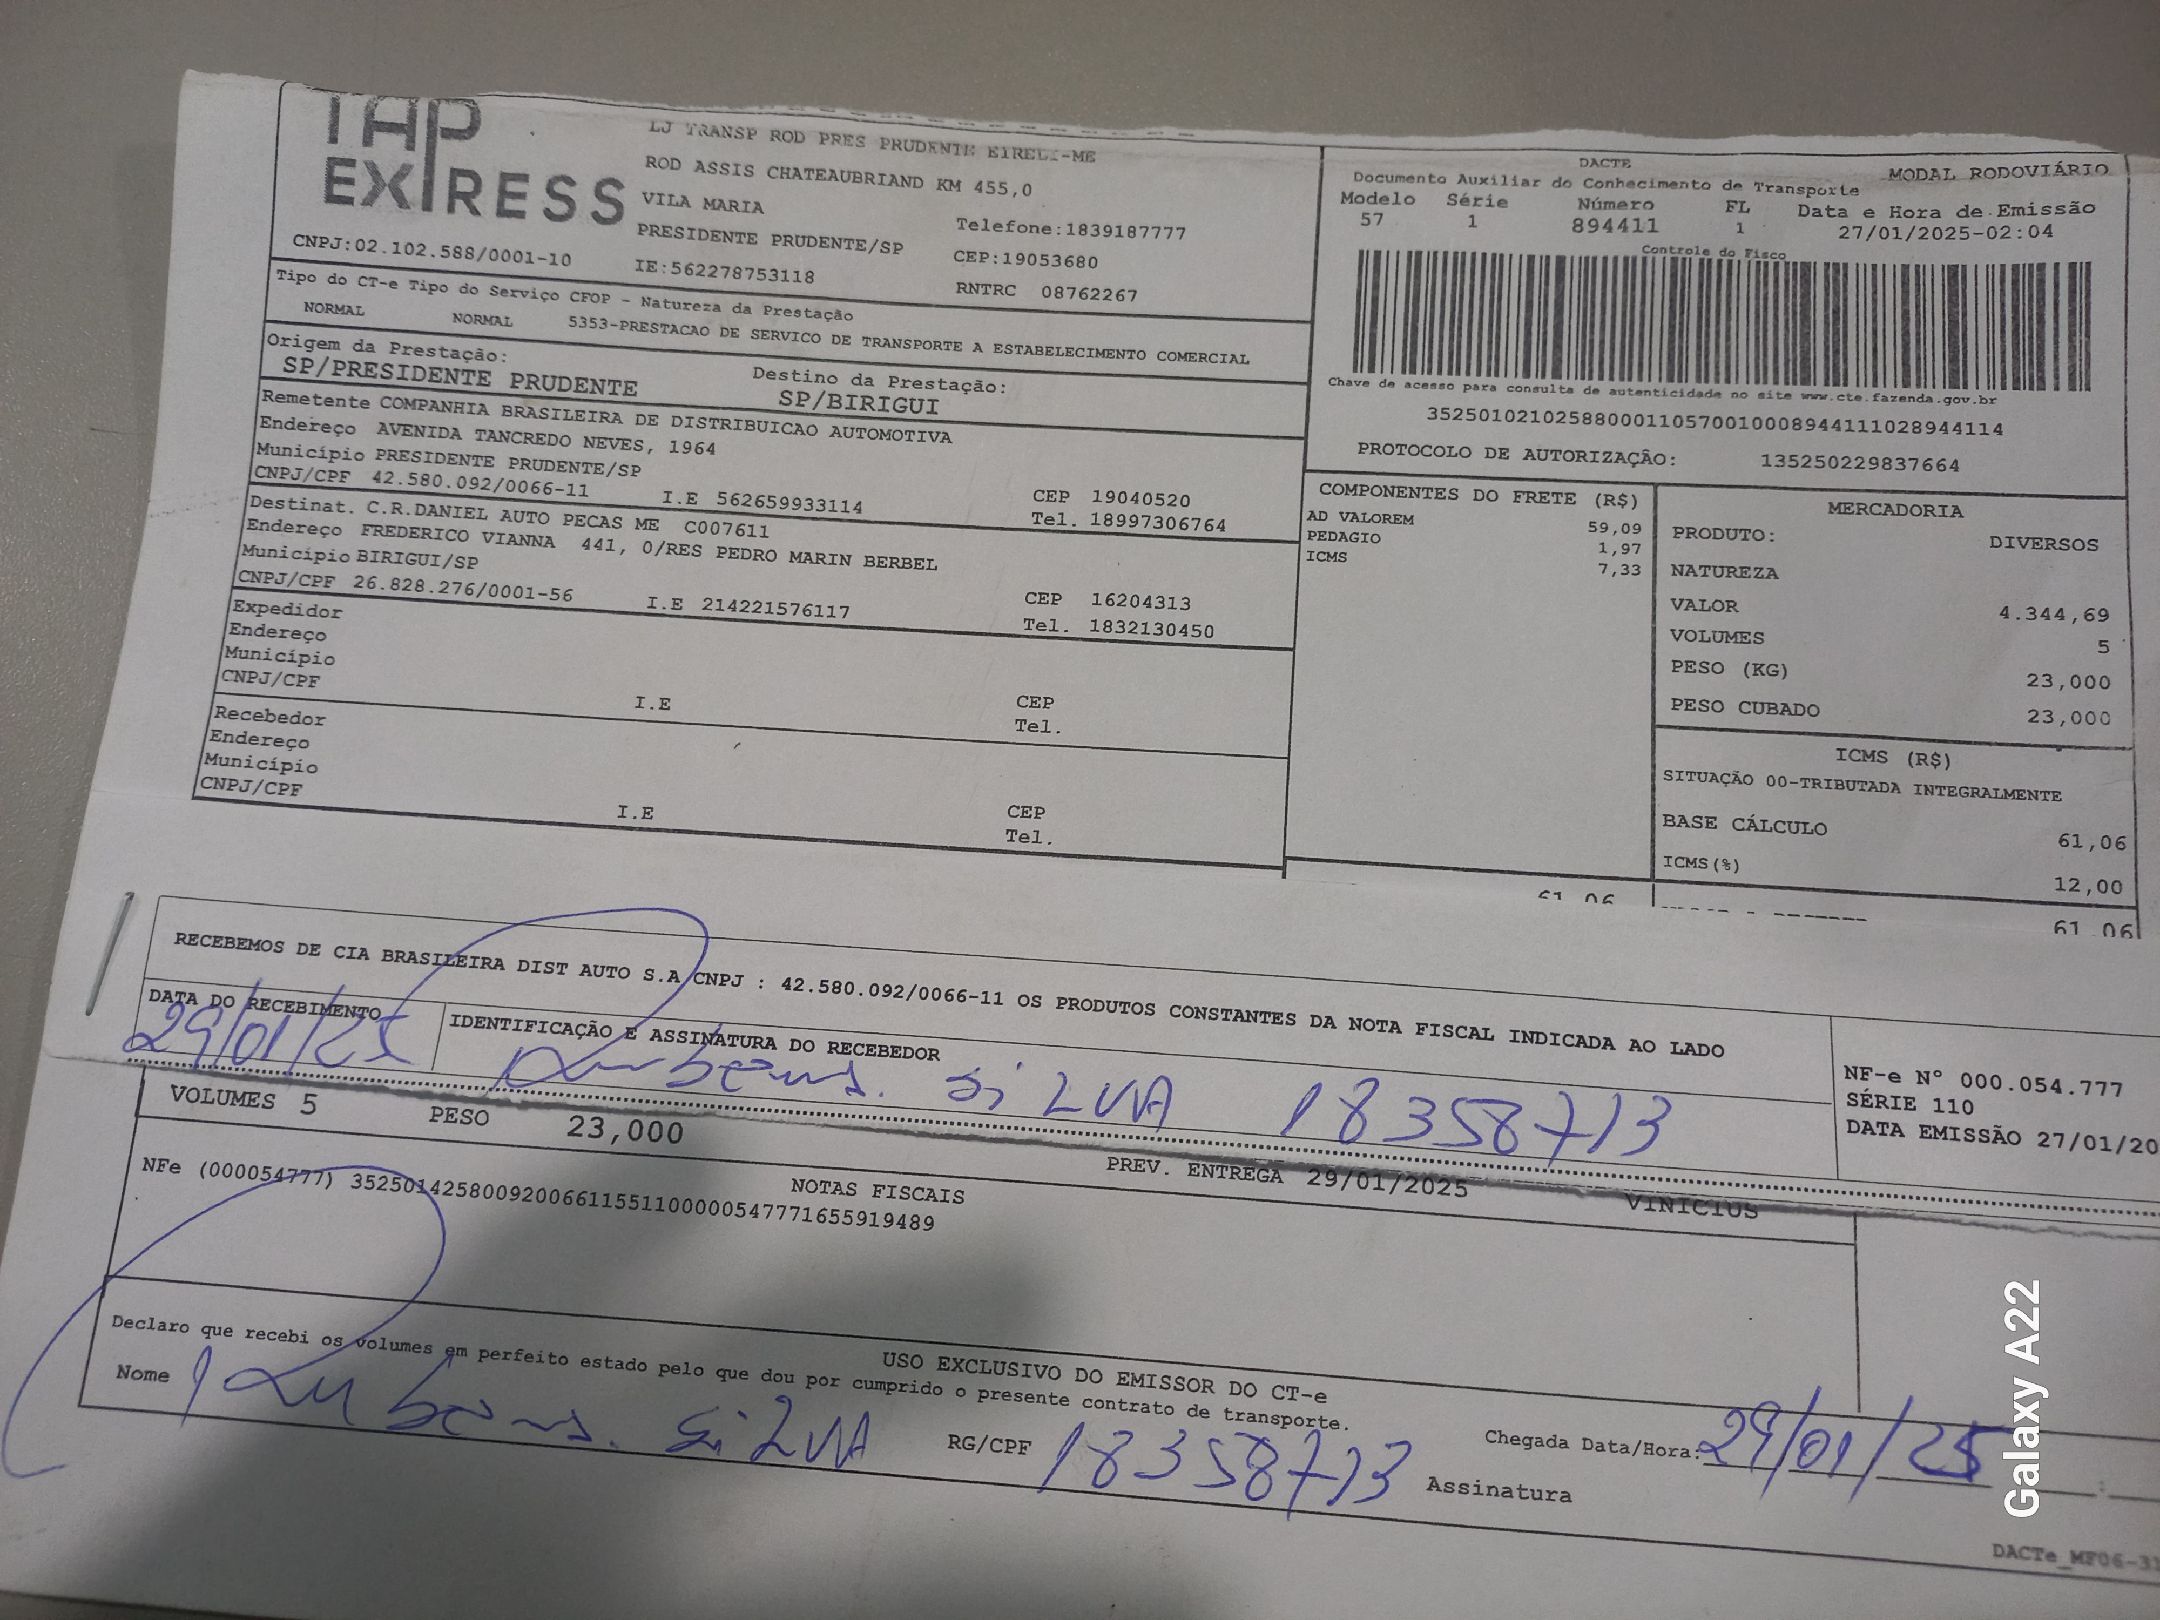 TAP
EXPRESS
CNPJ:02.102.588/0001-10
LJ TRANSP ROD PRES PRUDENTE EIRELI-ME
ROD ASSIS CHATEAUBRIAND KM 455,0
VILA MARIA
PRESIDENTE PRUDENTE/SP
IE:562278753118
Telefone:1839187777
CEP:19053680
RNTRC 08762267
DACTE
MODAL RODOVIÁRIO
Documento Auxiliar do Conhecimento de Transporte
Modelo Série Número FL Data e Hora de Emissão
57 1 894411 1 27/01/2025-02:04
Controle do Fisco
Chave de acesso para consulta de autenticidade no site www.cte.fazenda.gov.br
35250102102588000110570010008944111028944114
PROTOCOLO DE AUTORIZAÇÃO: 135250229837664
Tipo do CT-e Tipo do Serviço CFOP - Natureza da Prestação
NORMAL NORMAL 5353-PRESTACAO DE SERVICO DE TRANSPORTE A ESTABELECIMENTO COMERCIAL
Origem da Prestação: Destino da Prestação:
SP/PRESIDENTE PRUDENTE SP/BIRIGUI
Remetente COMPANHIA BRASILEIRA DE DISTRIBUICAO AUTOMOTIVA
Endereço AVENIDA TANCREDO NEVES, 1964
Município PRESIDENTE PRUDENTE/SP CEP 19040520
CNPJ/CPF 42.580.092/0066-11 I.E 562659933114 Tel. 18997306764
Destinat. C.R.DANIEL AUTO PECAS ME C007611
Endereço FREDERICO VIANNA 441, 0/RES PEDRO MARIN BERBEL
Município BIRIGUI/SP CEP 16204313
CNPJ/CPF 26.828.276/0001-56 I.E 214221576117 Tel. 1832130450
Expedidor
Endereço
Município CEP
CNPJ/CPF I.E Tel.
Recebedor
Endereço
Município CEP
CNPJ/CPF I.E Tel.
COMPONENTES DO FRETE (R$)
AD VALOREM 59,09
PEDAGIO 1,97
ICMS 7,33
61,06
MERCADORIA
PRODUTO: DIVERSOS
NATUREZA
VALOR 4.344,69
VOLUMES 5
PESO (KG) 23,000
PESO CUBADO 23,000
ICMS (R$)
SITUAÇÃO 00-TRIBUTADA INTEGRALMENTE
BASE CÁLCULO 61,06
ICMS(%) 12,00
61,06
RECEBEMOS DE CIA BRASILEIRA DIST AUTO S.A CNPJ : 42.580.092/0066-11 OS PRODUTOS CONSTANTES DA NOTA FISCAL INDICADA AO LADO
DATA DO RECEBIMENTO IDENTIFICAÇÃO E ASSINATURA DO RECEBEDOR
29/01/25 Rubens. SiLVA 18358713
NF-e Nº 000.054.777
SÉRIE 110
DATA EMISSÃO 27/01/20
VOLUMES 5 PESO 23,000 PREV. ENTREGA 29/01/2025 VINICIUS
NOTAS FISCAIS
NFe (000054777) 35250142580092006611551100000547771655919489
USO EXCLUSIVO DO EMISSOR DO CT-e
Declaro que recebi os volumes em perfeito estado pelo que dou por cumprido o presente contrato de transporte.
Nome Rubens. SiLVA RG/CPF 18358713 Assinatura
Chegada Data/Hora: 29/01/25 :
Galaxy A22